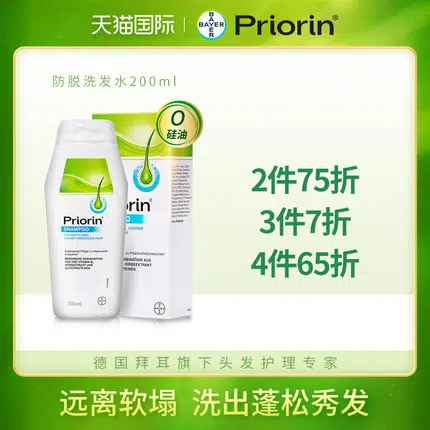 天猫国际 BAYER BAYER Priorin®
防脱洗发水200ml
0
硅油
Priorin®
SHAMPOO
200ml
Priorin®
2件75折
3件7折
4件65折
德国拜耳旗下头发护理专家
远离软塌 洗出蓬松秀发